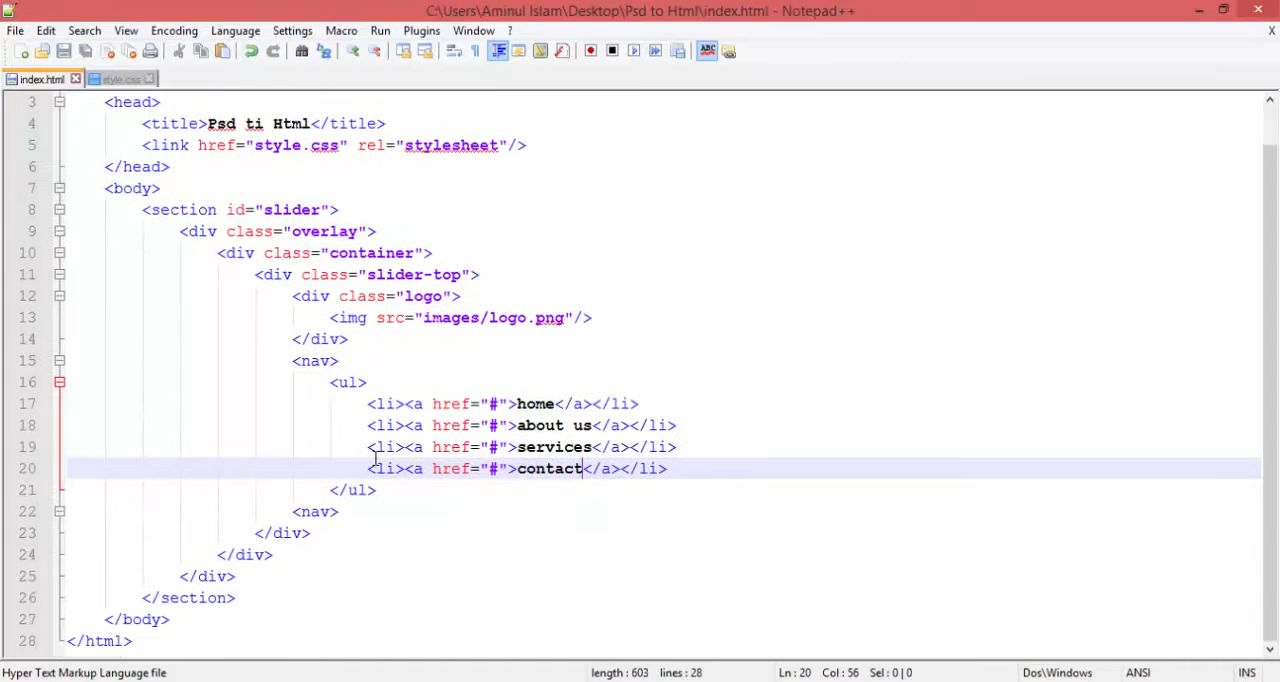 C:\Users\Aminul Islam\Desktop\Psd to Html\index.html - Notepad++
File Edit Search View Encoding Language Settings Macro Run Plugins Window ? X
index.html style.css
3 <head>
4 <title>Psd ti Html</title>
5 <link href="style.css" rel="stylesheet"/>
6 </head>
7 <body>
8 <section id="slider">
9 <div class="overlay">
10 <div class="container">
11 <div class="slider-top">
12 <div class="logo">
13 <img src="images/logo.png"/>
14 </div>
15 <nav>
16 <ul>
17 <li><a href="#">home</a></li>
18 <li><a href="#">about us</a></li>
19 <li><a href="#">services</a></li>
20 <li><a href="#">contact</a></li>
21 </ul>
22 <nav>
23 </div>
24 </div>
25 </div>
26 </section>
27 </body>
28 </html>
Hyper Text Markup Language file length : 603 lines : 28 Ln : 20 Col : 56 Sel : 0 | 0 Dos\Windows ANSI INS